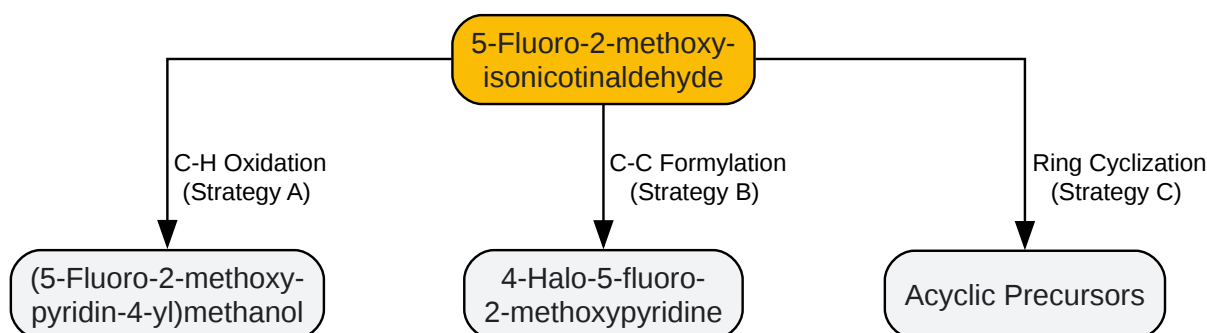 5-Fluoro-2-methoxy-
isonicotinaldehyde
C-H Oxidation
(Strategy A)
C-C Formylation
(Strategy B)
Ring Cyclization
(Strategy C)
(5-Fluoro-2-methoxy-
pyridin-4-yl)methanol
4-Halo-5-fluoro-
2-methoxypyridine
Acyclic Precursors